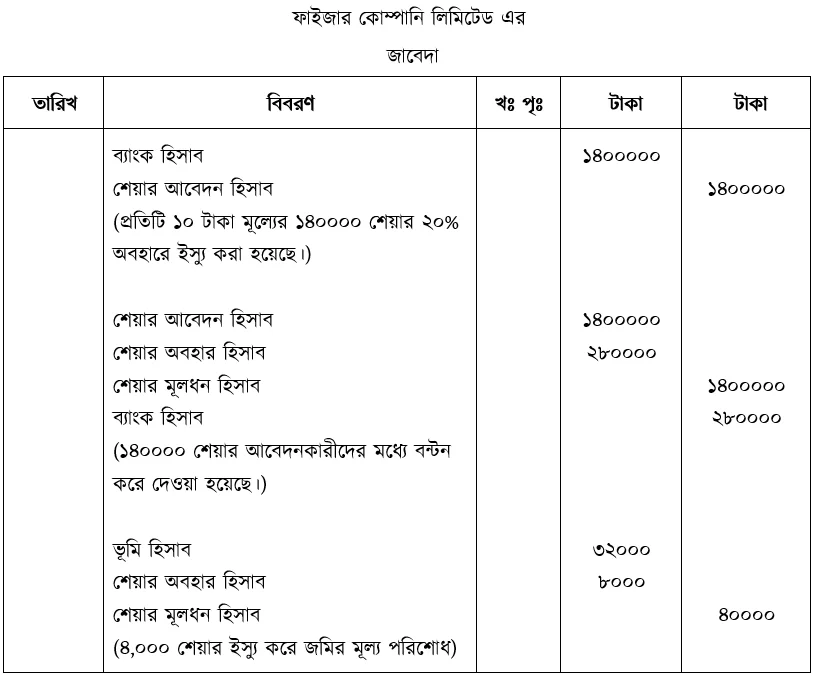 ফাইজার কোম্পানি লিমিটেড এর
জাবেদা
তারিখ বিবরণ খঃ পৃঃ টাকা টাকা
ব্যাংক হিসাব ১৪০০০০০
শেয়ার আবেদন হিসাব ১৪০০০০০
(প্রতিটি ১০ টাকা মূল্যের ১৪০০০০ শেয়ার ২০%
অবহারে ইস্যু করা হয়েছে।)
শেয়ার আবেদন হিসাব ১৪০০০০০
শেয়ার অবহার হিসাব ২৮০০০০
শেয়ার মূলধন হিসাব ১৪০০০০০
ব্যাংক হিসাব ২৮০০০০
(১৪০০০০ শেয়ার আবেদনকারীদের মধ্যে বন্টন
করে দেওয়া হয়েছে।)
ভূমি হিসাব ৩২০০০
শেয়ার অবহার হিসাব ৮০০০
শেয়ার মূলধন হিসাব ৪০০০০
(৪,০০০ শেয়ার ইস্যু করে জমির মূল্য পরিশোধ)